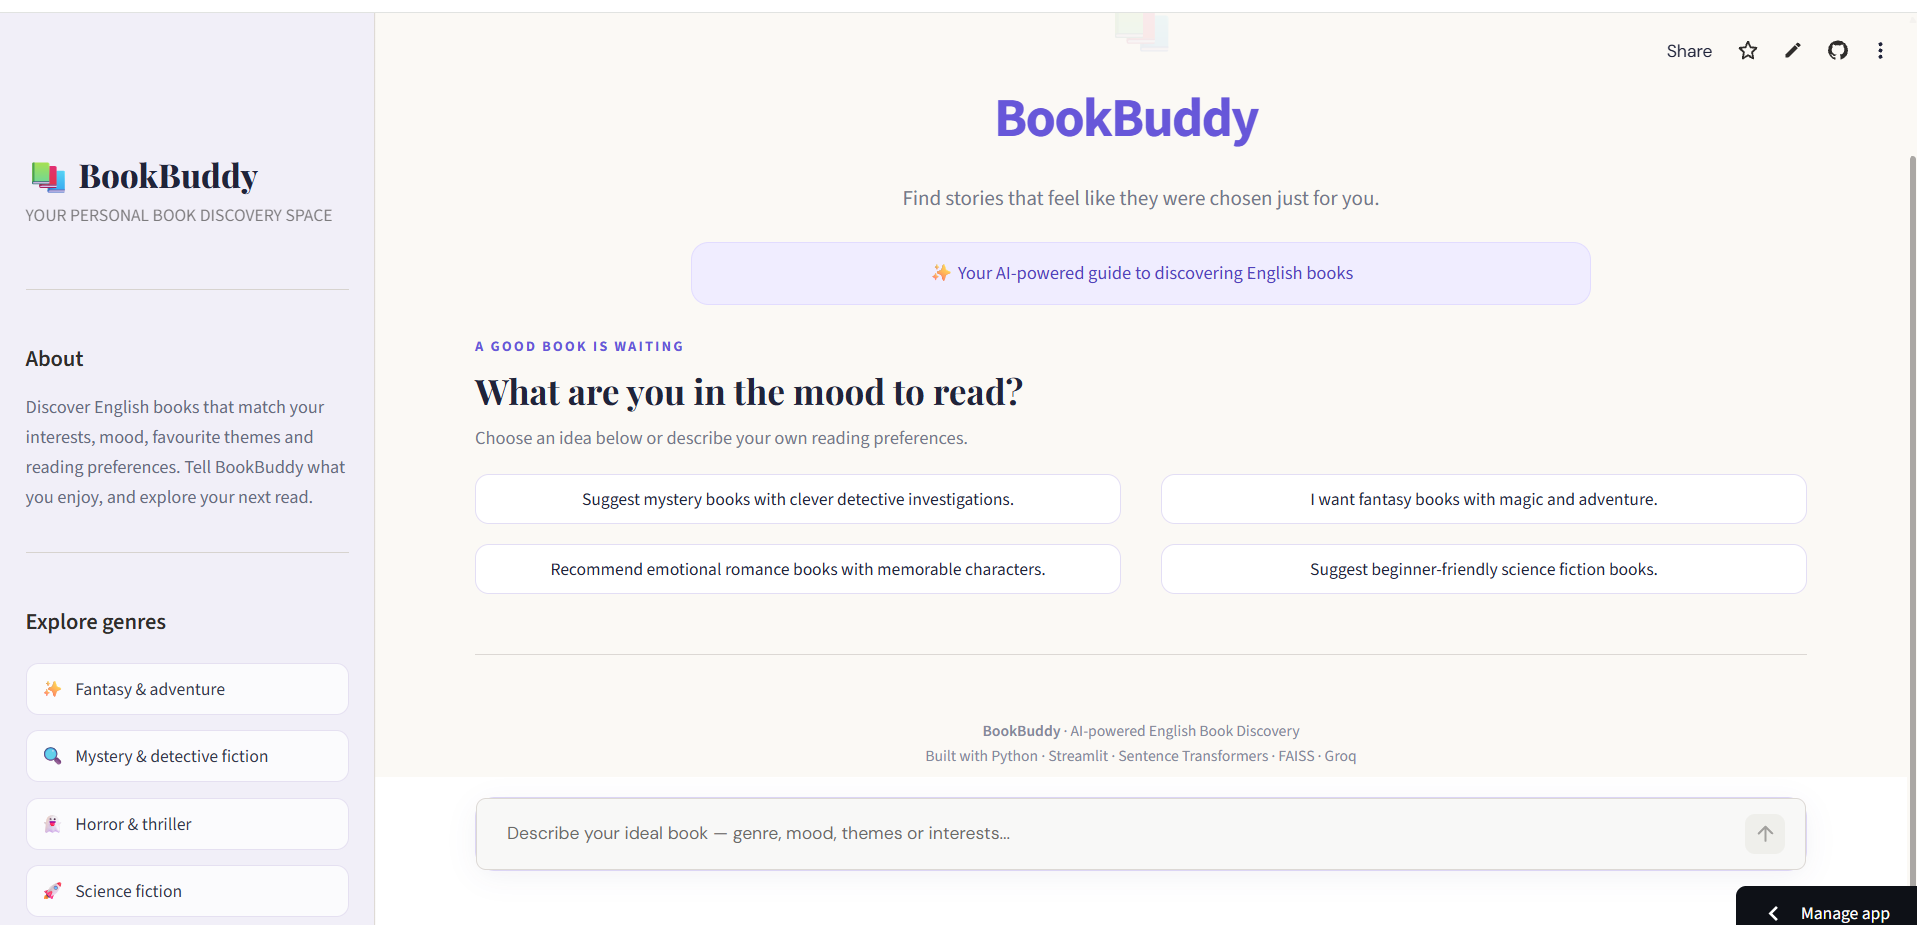 BookBuddy
YOUR PERSONAL BOOK DISCOVERY SPACE
About
Discover English books that match your
interests, mood, favourite themes and
reading preferences. Tell BookBuddy what
you enjoy, and explore your next read.
Explore genres
Fantasy & adventure
Mystery & detective fiction
Horror & thriller
Science fiction
Share
BookBuddy
Find stories that feel like they were chosen just for you.
✨ Your AI-powered guide to discovering English books
A GOOD BOOK IS WAITING
What are you in the mood to read?
Choose an idea below or describe your own reading preferences.
Suggest mystery books with clever detective investigations.
I want fantasy books with magic and adventure.
Recommend emotional romance books with memorable characters.
Suggest beginner-friendly science fiction books.
BookBuddy · AI-powered English Book Discovery
Built with Python · Streamlit · Sentence Transformers · FAISS · Groq
Describe your ideal book — genre, mood, themes or interests...
Manage app